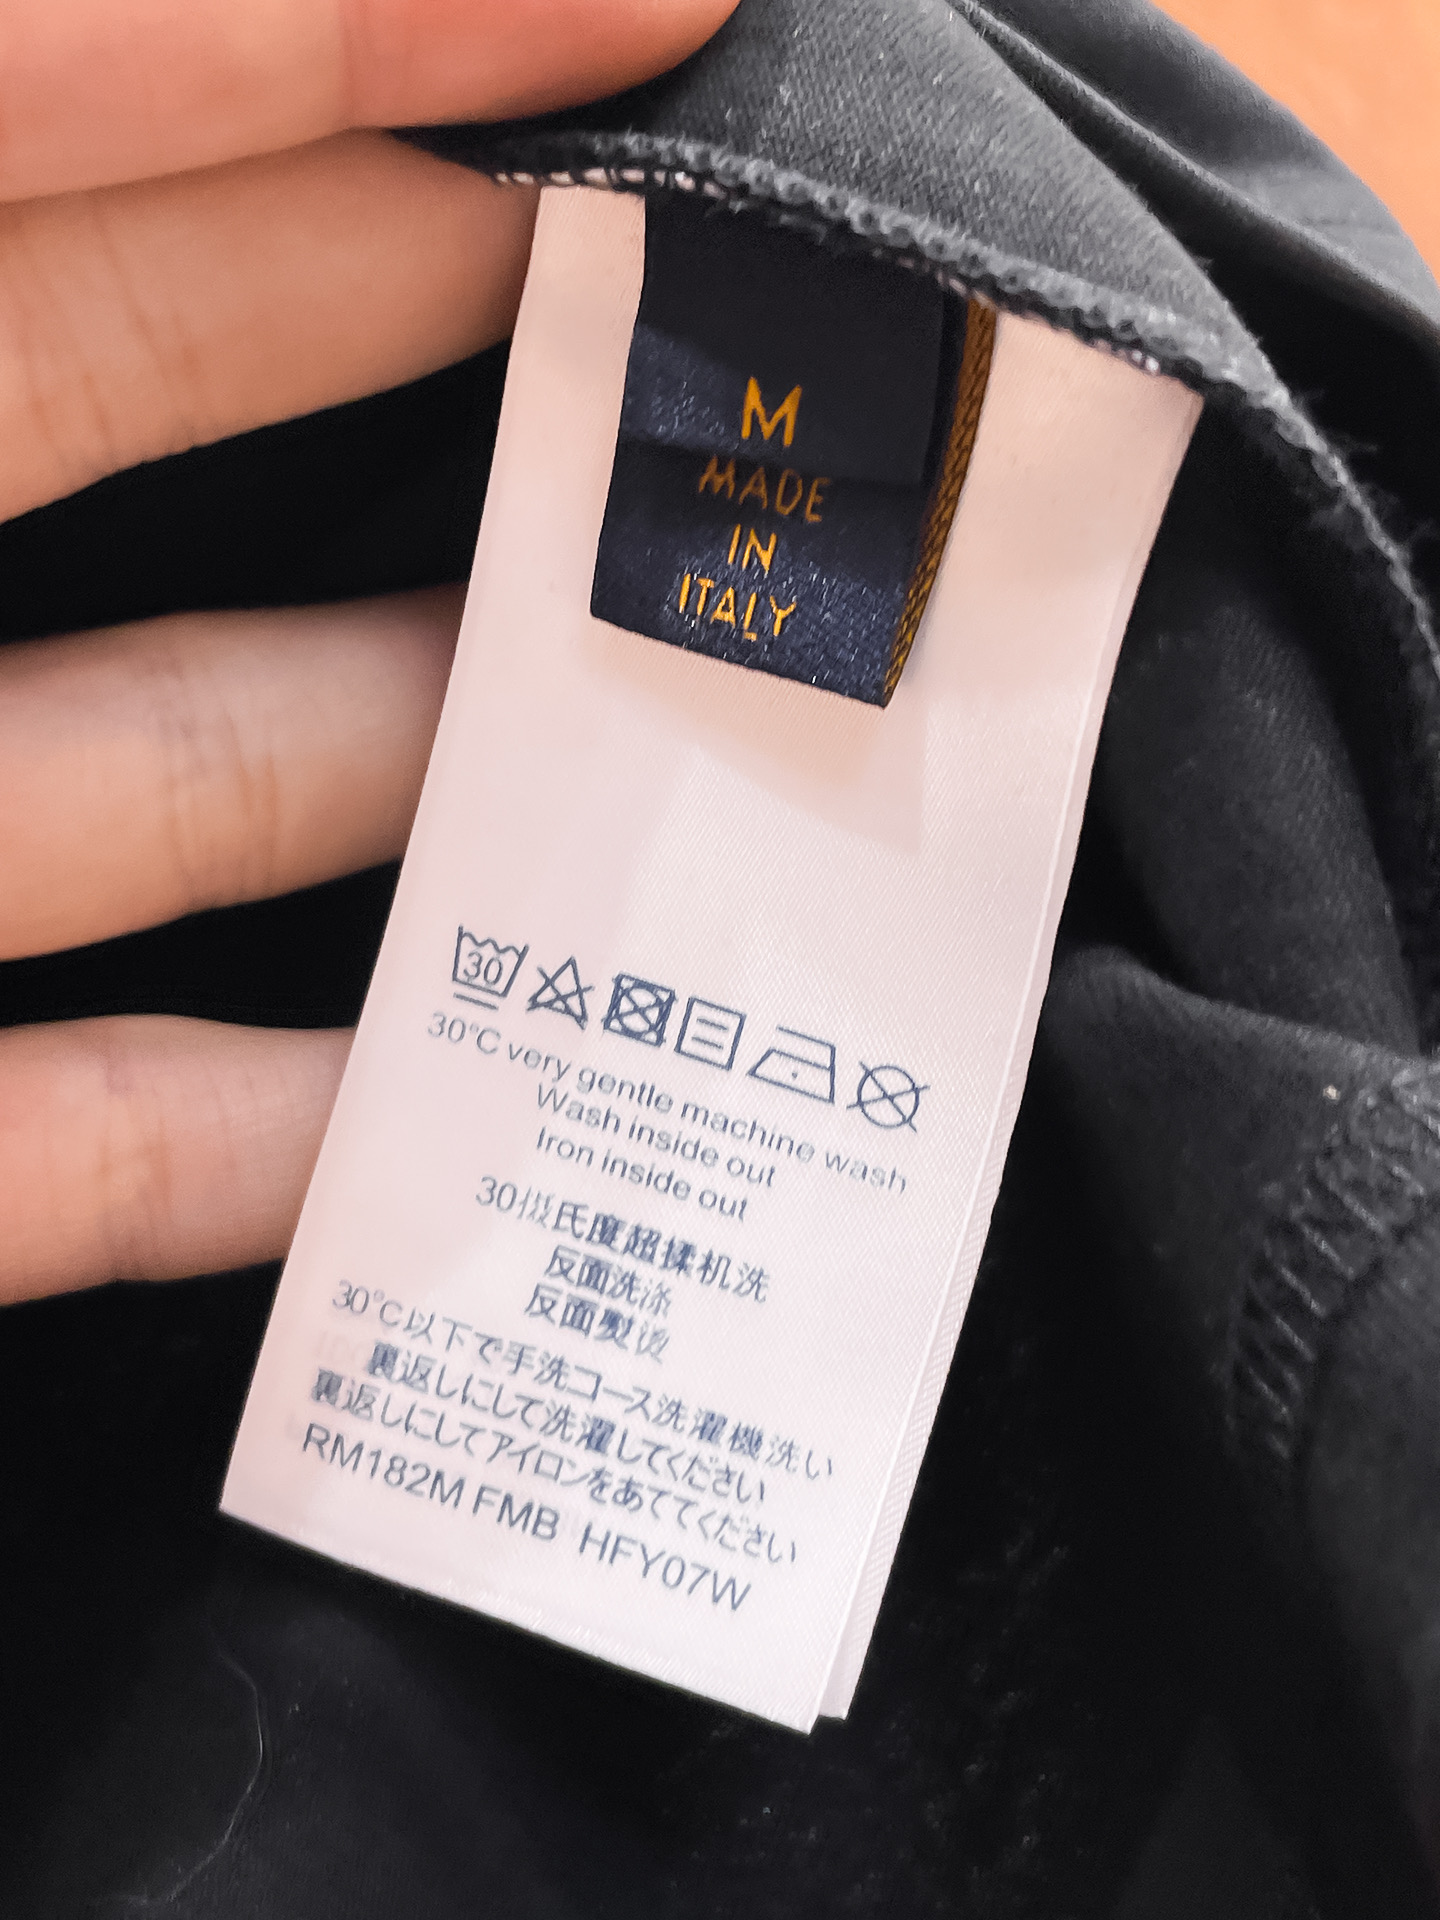 M
MADE
IN
ITALY
30
30°C very gentle machine wash
Wash inside out
Iron inside out
30摄氏度超揉机洗
反面洗涤
反面熨烫
30°C以下で手洗コース洗濯機洗い
裏返しにして洗濯してください
裏返しにしてアイロンをあててください
RM182M FMB HFY07W